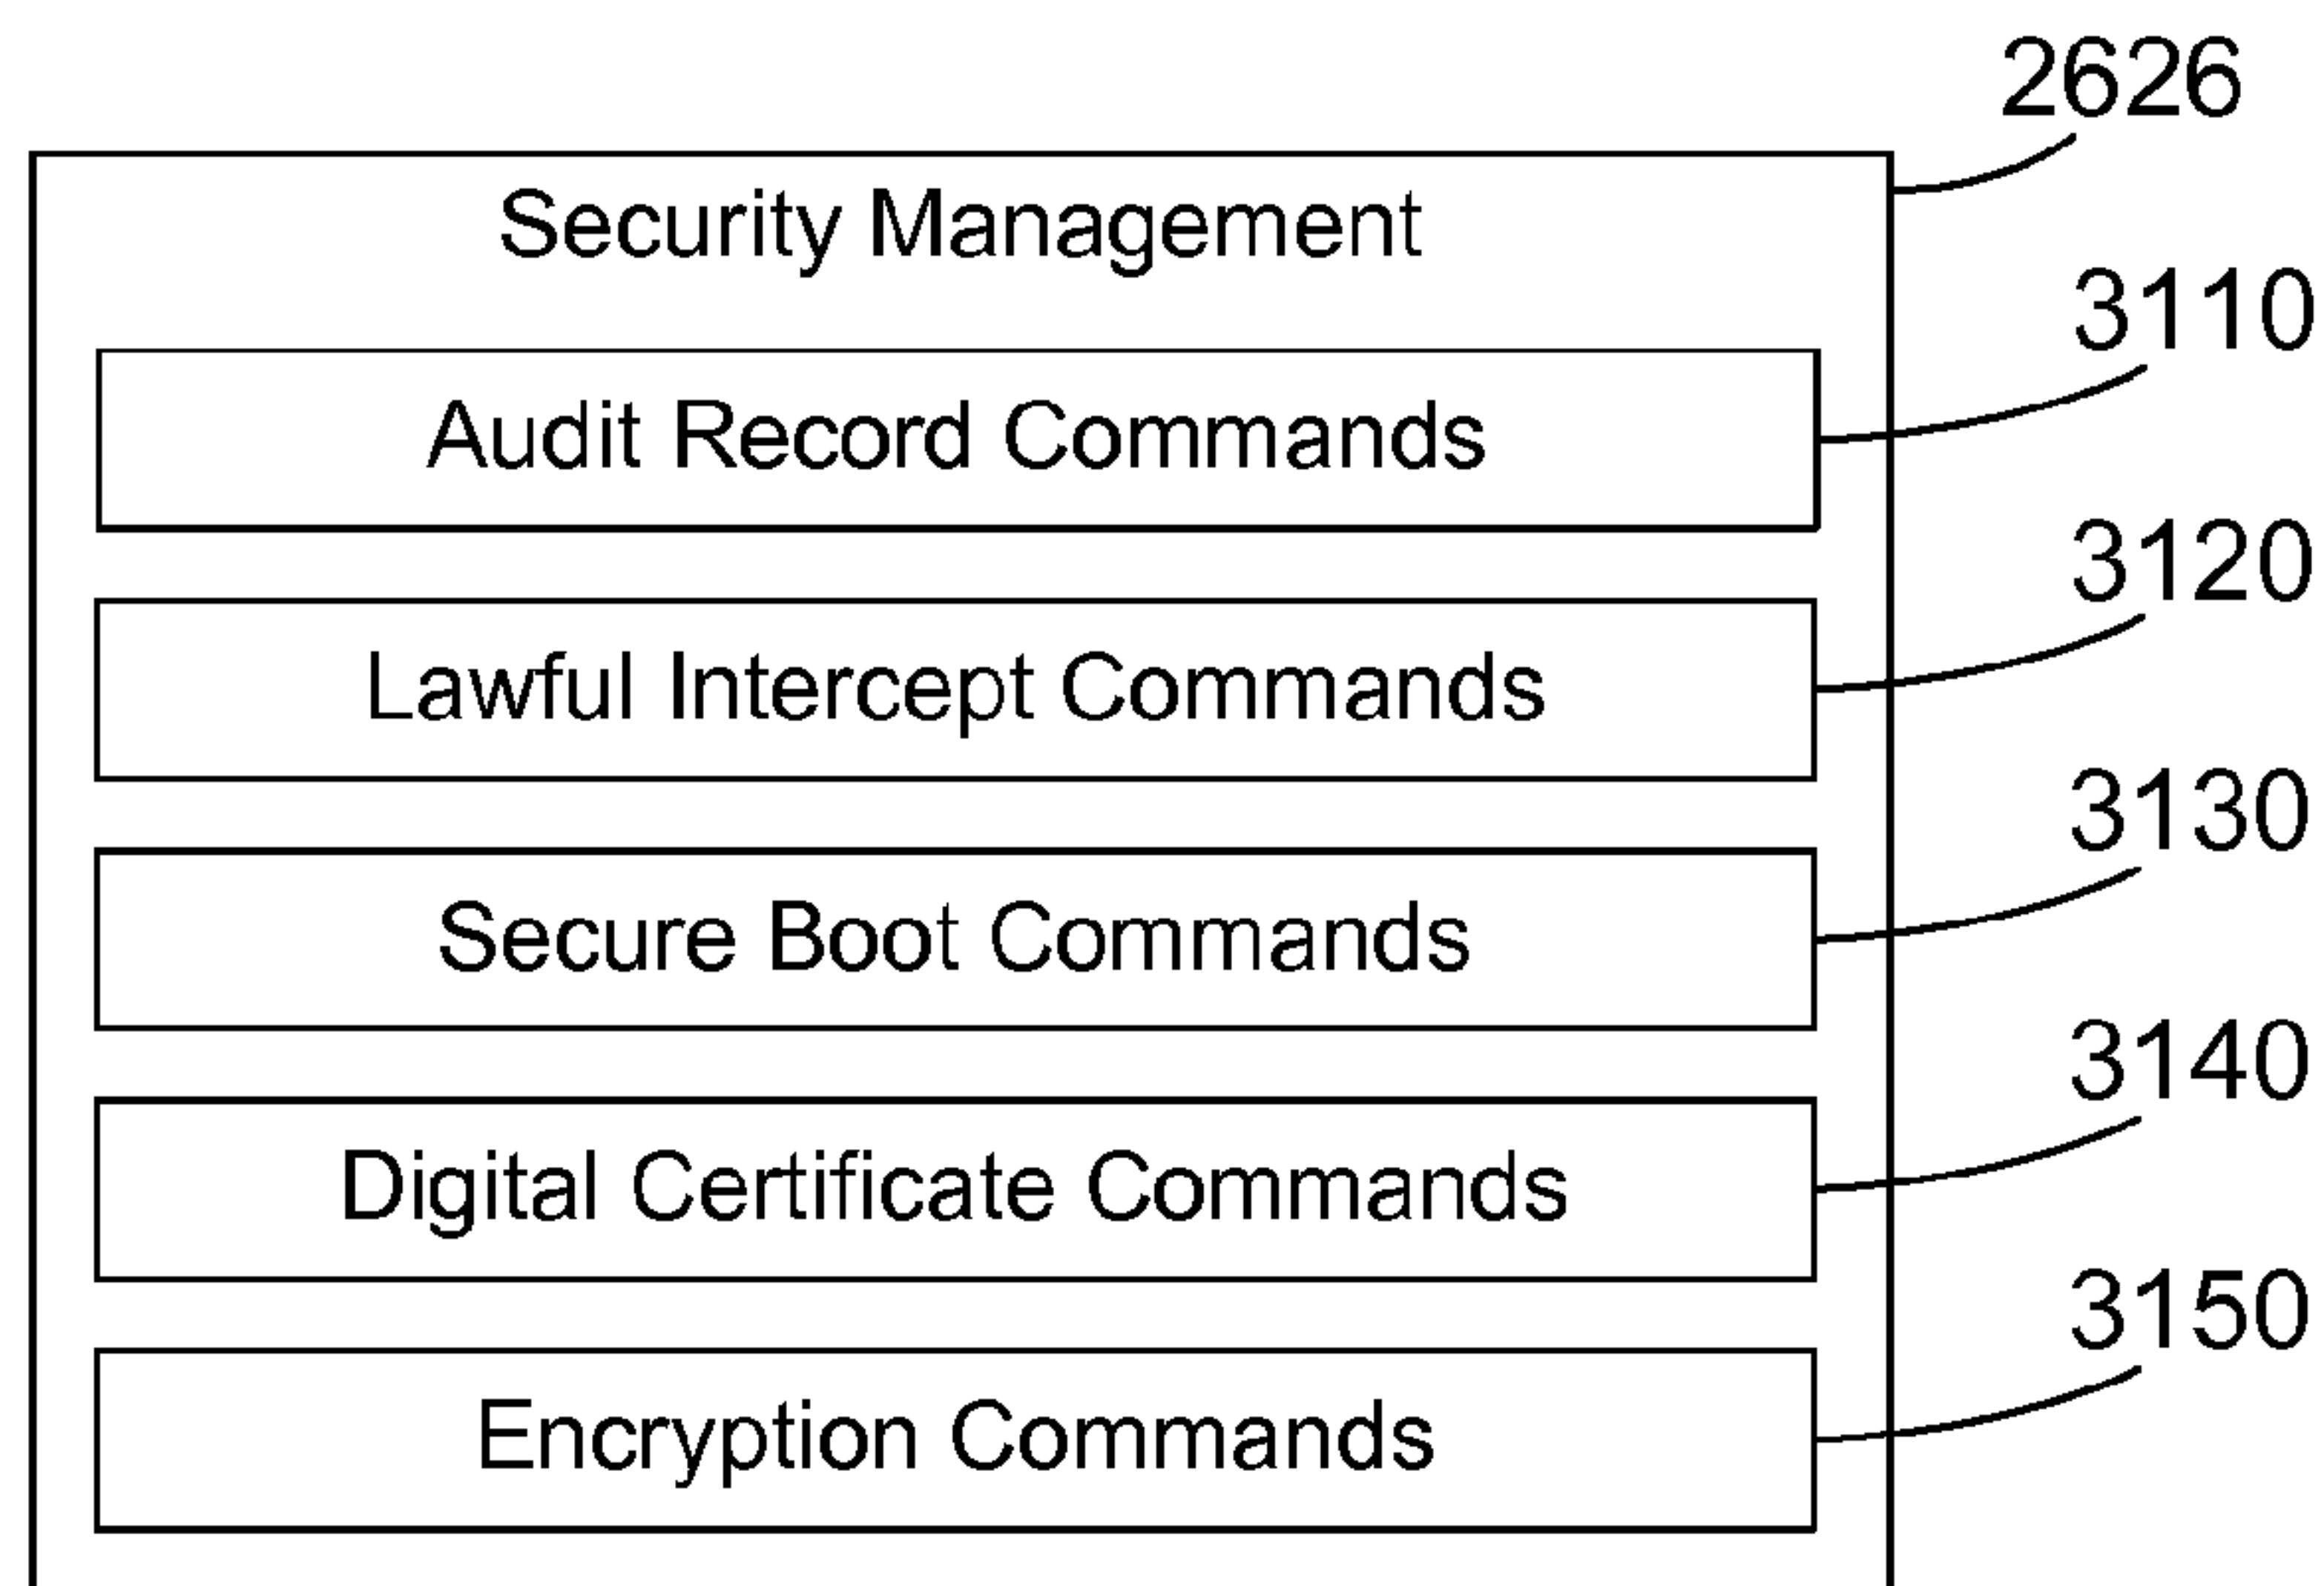 2626
Security Management
3110
Audit Record Commands
3120
Lawful Intercept Commands
3130
Secure Boot Commands
3140
Digital Certificate Commands
3150
Encryption Commands